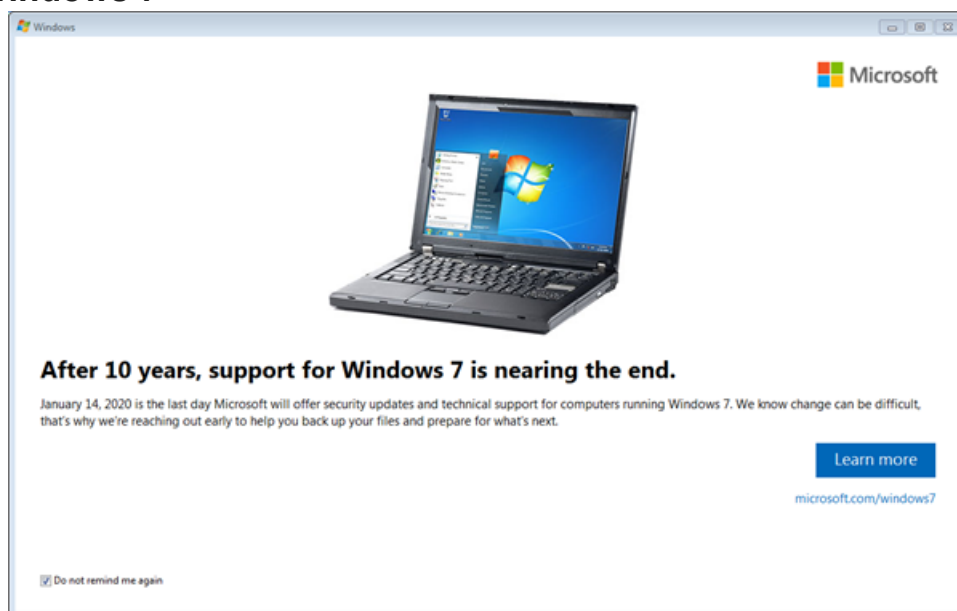 Windows
Microsoft
After 10 years, support for Windows 7 is nearing the end.
January 14, 2020 is the last day Microsoft will offer security updates and technical support for computers running Windows 7. We know change can be difficult,
that's why we're reaching out early to help you back up your files and prepare for what's next.
Learn more
microsoft.com/windows7
Do not remind me again